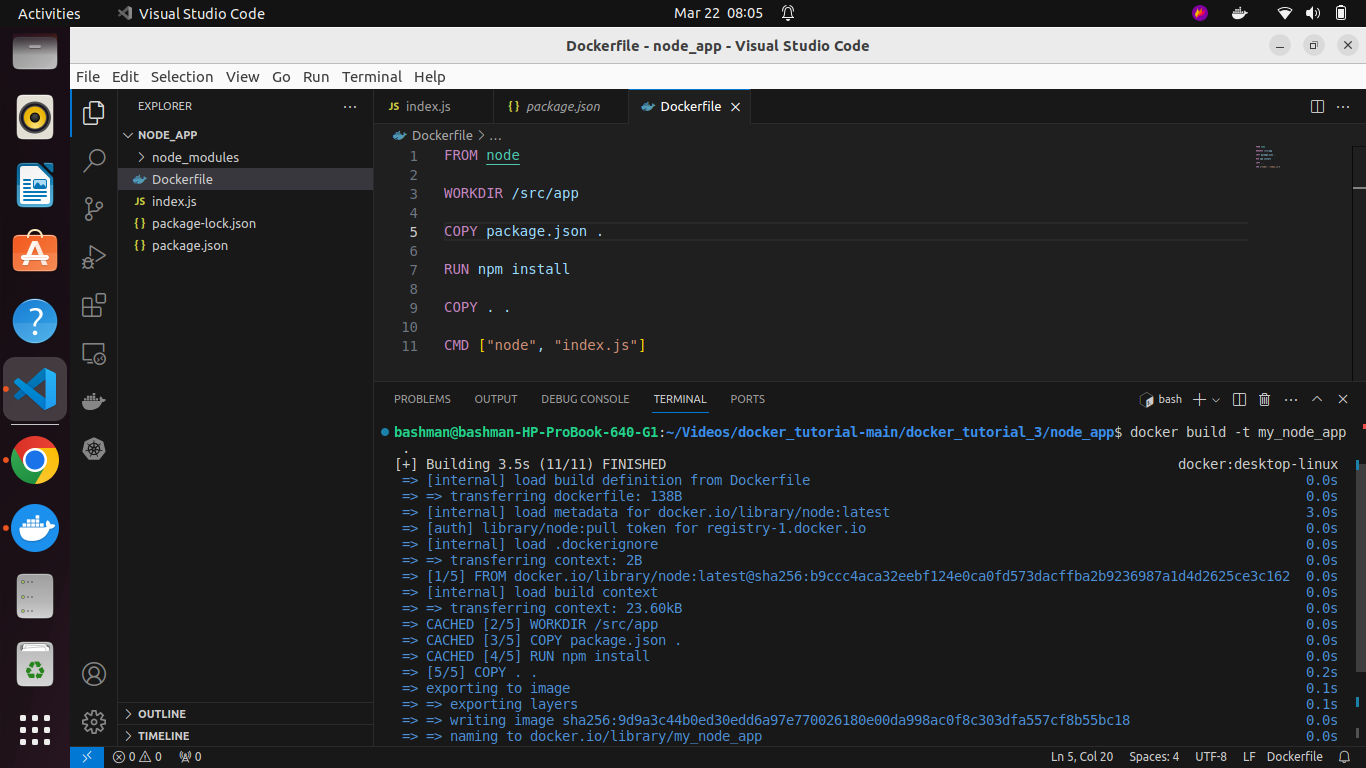 Activities
Visual Studio Code
Mar 22 08:05
Dockerfile - node_app - Visual Studio Code
File Edit Selection View Go Run Terminal Help
EXPLORER
NODE_APP
node_modules
Dockerfile
JS index.js
{} package-lock.json
{} package.json
OUTLINE
TIMELINE
JS index.js
{} package.json
Dockerfile
Dockerfile > ...
1 FROM node
2
3 WORKDIR /src/app
4
5 COPY package.json .
6
7 RUN npm install
8
9 COPY . .
10
11 CMD ["node", "index.js"]
PROBLEMS OUTPUT DEBUG CONSOLE TERMINAL PORTS
bash
bashman@bashman-HP-ProBook-640-G1:~/Videos/docker_tutorial-main/docker_tutorial_3/node_app$ docker build -t my_node_app
.
[+] Building 3.5s (11/11) FINISHED docker:desktop-linux
=> [internal] load build definition from Dockerfile 0.0s
=> => transferring dockerfile: 138B 0.0s
=> [internal] load metadata for docker.io/library/node:latest 3.0s
=> [auth] library/node:pull token for registry-1.docker.io 0.0s
=> [internal] load .dockerignore 0.0s
=> => transferring context: 2B 0.0s
=> [1/5] FROM docker.io/library/node:latest@sha256:b9ccc4aca32eebf124e0ca0fd573dacffba2b9236987a1d4d2625ce3c162 0.0s
=> [internal] load build context 0.0s
=> => transferring context: 23.60kB 0.0s
=> CACHED [2/5] WORKDIR /src/app 0.0s
=> CACHED [3/5] COPY package.json . 0.0s
=> CACHED [4/5] RUN npm install 0.0s
=> [5/5] COPY . . 0.2s
=> exporting to image 0.1s
=> => exporting layers 0.1s
=> => writing image sha256:9d9a3c44b0ed30edd6a97e770026180e00da998ac0f8c303dfa557cf8b55bc18 0.0s
=> => naming to docker.io/library/my_node_app 0.0s
0 0 0
Ln 5, Col 20 Spaces: 4 UTF-8 LF Dockerfile